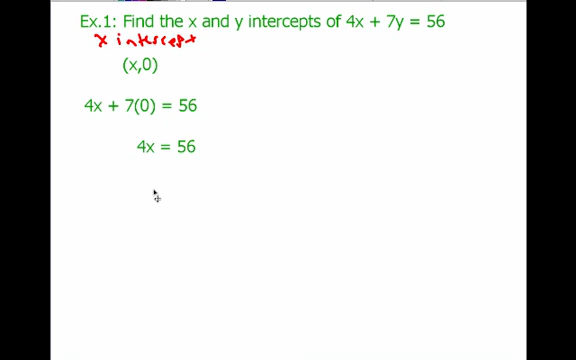 Ex.1: Find the x and y intercepts of 4x + 7y = 56
x intercept
(x,0)
4x + 7(0) = 56
4x = 56